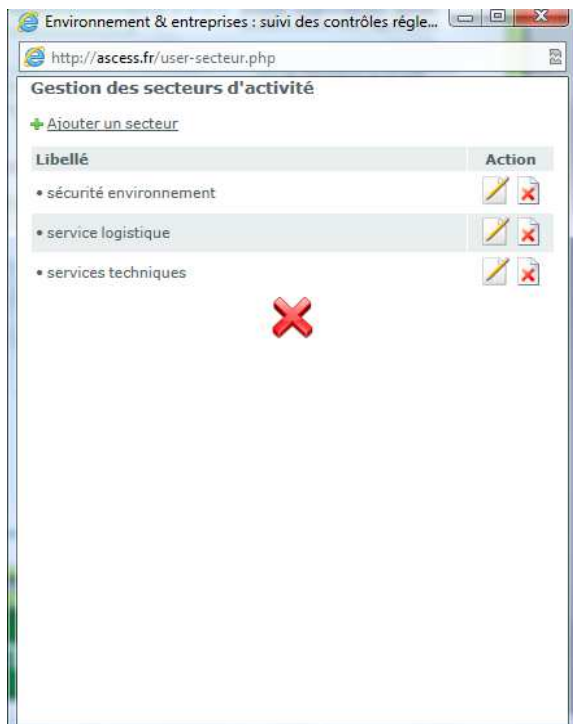 Environnement & entreprises : suivi des contrôles régle...
http://ascess.fr/user-secteur.php
Gestion des secteurs d'activité
Ajouter un secteur
Libellé Action
• sécurité environnement
• service logistique
• services techniques